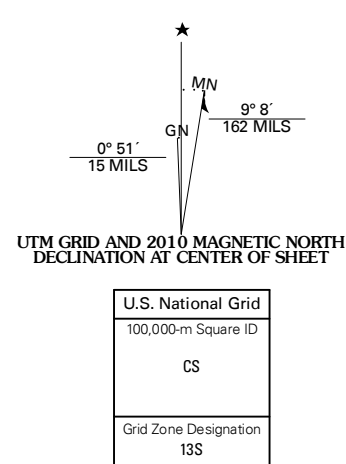 ★
MN
GN
9° 8´
162 MILS
0° 51´
15 MILS
UTM GRID AND 2010 MAGNETIC NORTH
DECLINATION AT CENTER OF SHEET
U.S. National Grid
100,000-m Square ID
CS
Grid Zone Designation
13S